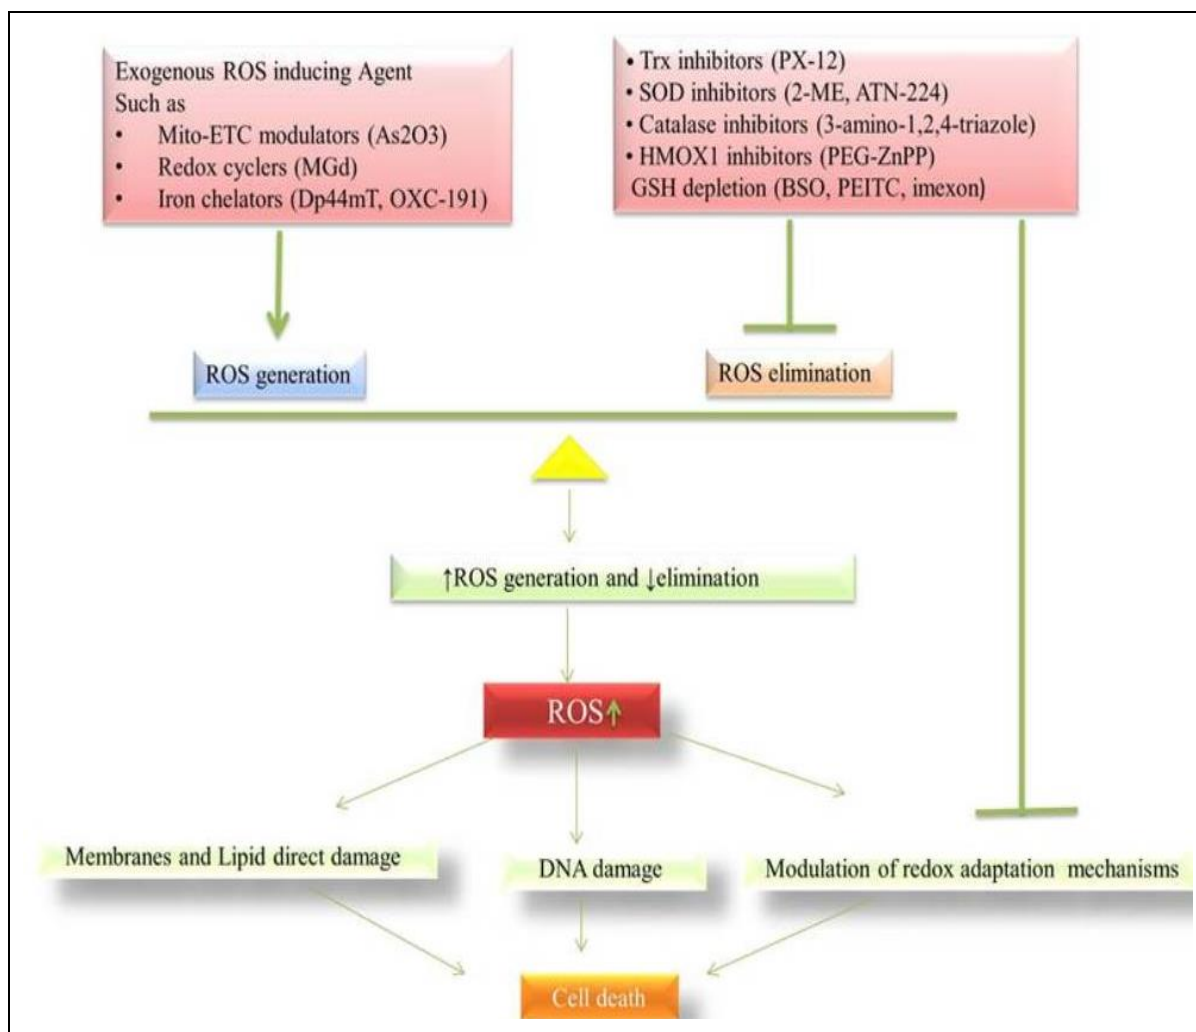 Exogenous ROS inducing Agent
Such as
• Mito-ETC modulators (As2O3)
• Redox cyclers (MGd)
• Iron chelators (Dp44mT, OXC-191)
• Trx inhibitors (PX-12)
• SOD inhibitors (2-ME, ATN-224)
• Catalase inhibitors (3-amino-1,2,4-triazole)
• HMOX1 inhibitors (PEG-ZnPP)
GSH depletion (BSO, PEITC, imexon)
ROS generation
ROS elimination
↑ROS generation and ↓elimination
ROS↑
Membranes and Lipid direct damage
DNA damage
Modulation of redox adaptation mechanisms
Cell death